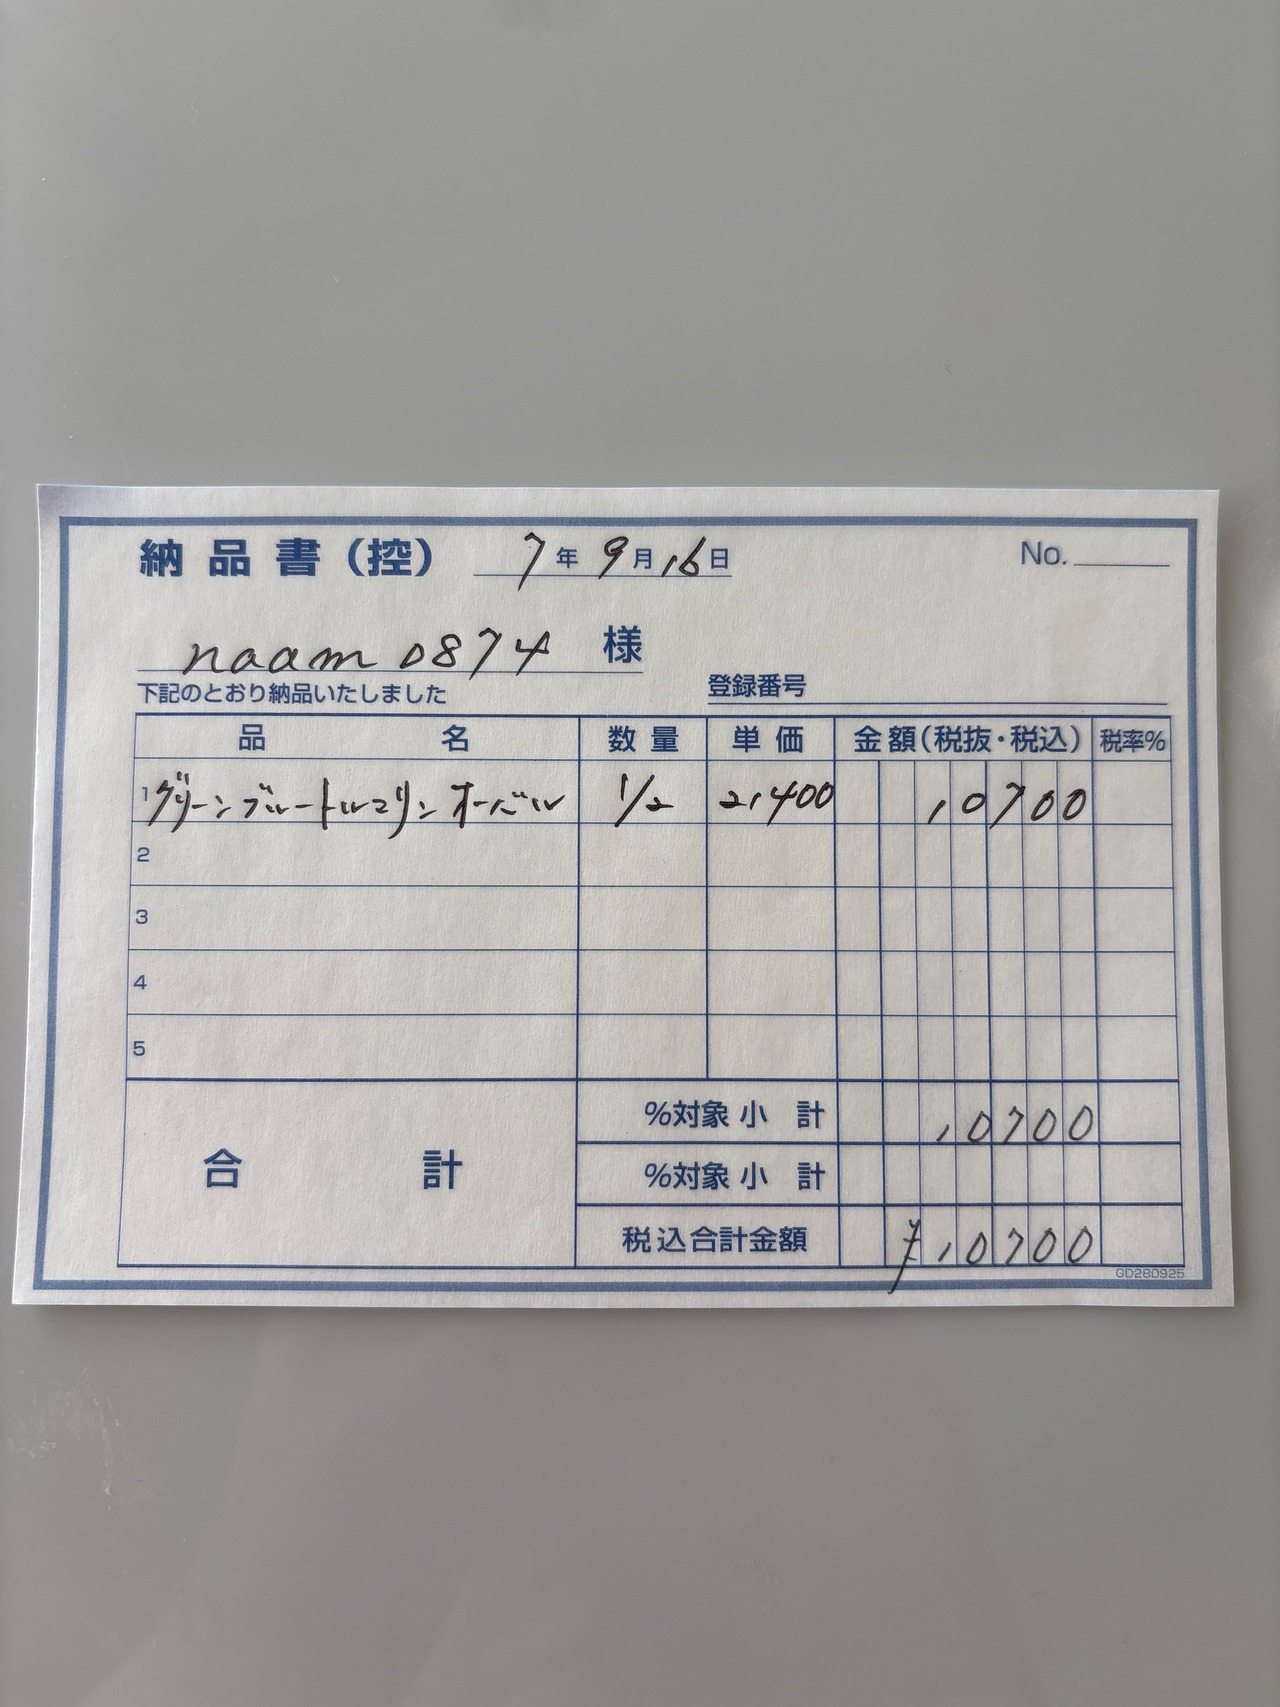 納品書(控) 7年9月16日 No.
naam0874 様
下記のとおり納品いたしました 登録番号
品名 数量 単価 金額(税抜・税込) 税率%
1 グリーンブルートルマリンオーバル 1/2 21,400 10700
2
3
4
5
合計 %対象小計 10700
%対象小計
税込合計金額 ¥10700
GD280925